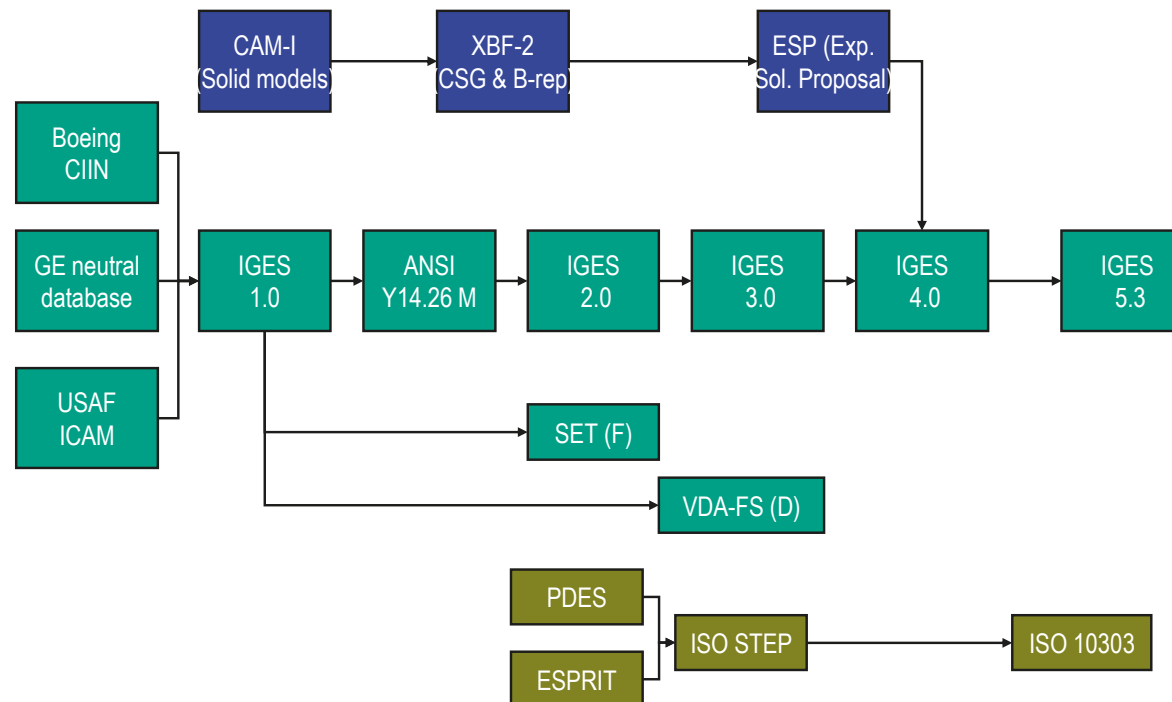 CAM-I
(Solid models)
XBF-2
(CSG & B-rep)
ESP (Exp.
Sol. Proposal)
Boeing
CIIN
GE neutral
database
USAF
ICAM
IGES
1.0
ANSI
Y14.26 M
IGES
2.0
IGES
3.0
IGES
4.0
IGES
5.3
SET (F)
VDA-FS (D)
PDES
ESPRIT
ISO STEP
ISO 10303